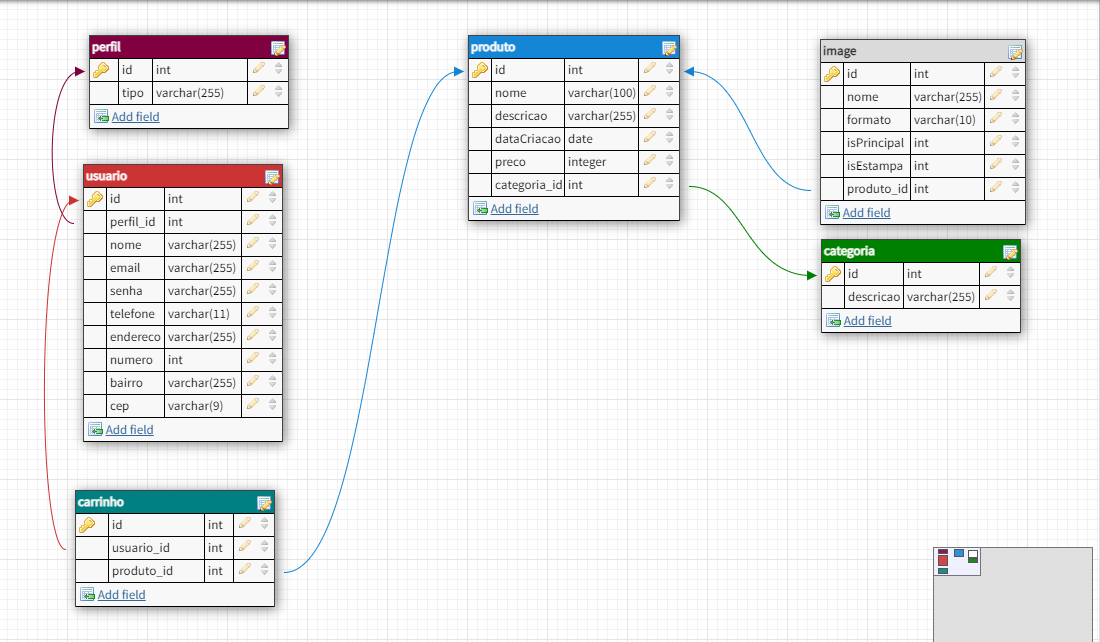 perfil
id int
tipo varchar(255)
Add field
usuario
id int
perfil_id int
nome varchar(255)
email varchar(255)
senha varchar(255)
telefone varchar(11)
endereco varchar(255)
numero int
bairro varchar(255)
cep varchar(9)
Add field
carrinho
id int
usuario_id int
produto_id int
Add field
produto
id int
nome varchar(100)
descricao varchar(255)
dataCriacao date
preco integer
categoria_id int
Add field
image
id int
nome varchar(255)
formato varchar(10)
isPrincipal int
isEstampa int
produto_id int
Add field
categoria
id int
descricao varchar(255)
Add field